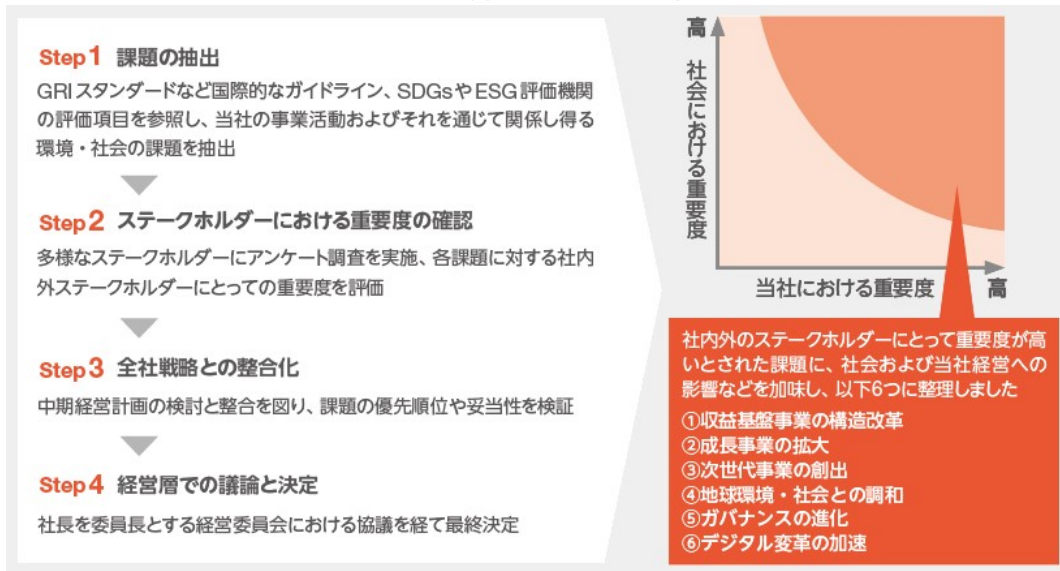 Step1 課題の抽出
GRIスタンダードなど国際的なガイドライン、SDGsやESG評価機関
の評価項目を参照し、当社の事業活動およびそれを通じて関係し得る
環境・社会の課題を抽出
Step2 ステークホルダーにおける重要度の確認
多様なステークホルダーにアンケート調査を実施、各課題に対する社内
外ステークホルダーにとっての重要度を評価
Step3 全社戦略との整合化
中期経営計画の検討と整合を図り、課題の優先順位や妥当性を検証
Step4 経営層での議論と決定
社長を委員長とする経営委員会における協議を経て最終決定
高
社会における重要度
当社における重要度
高
社内外のステークホルダーにとって重要度が高
いとされた課題に、社会および当社経営への
影響などを加味し、以下6つに整理しました
①収益基盤事業の構造改革
②成長事業の拡大
③次世代事業の創出
④地球環境・社会との調和
⑤ガバナンスの進化
⑥デジタル変革の加速